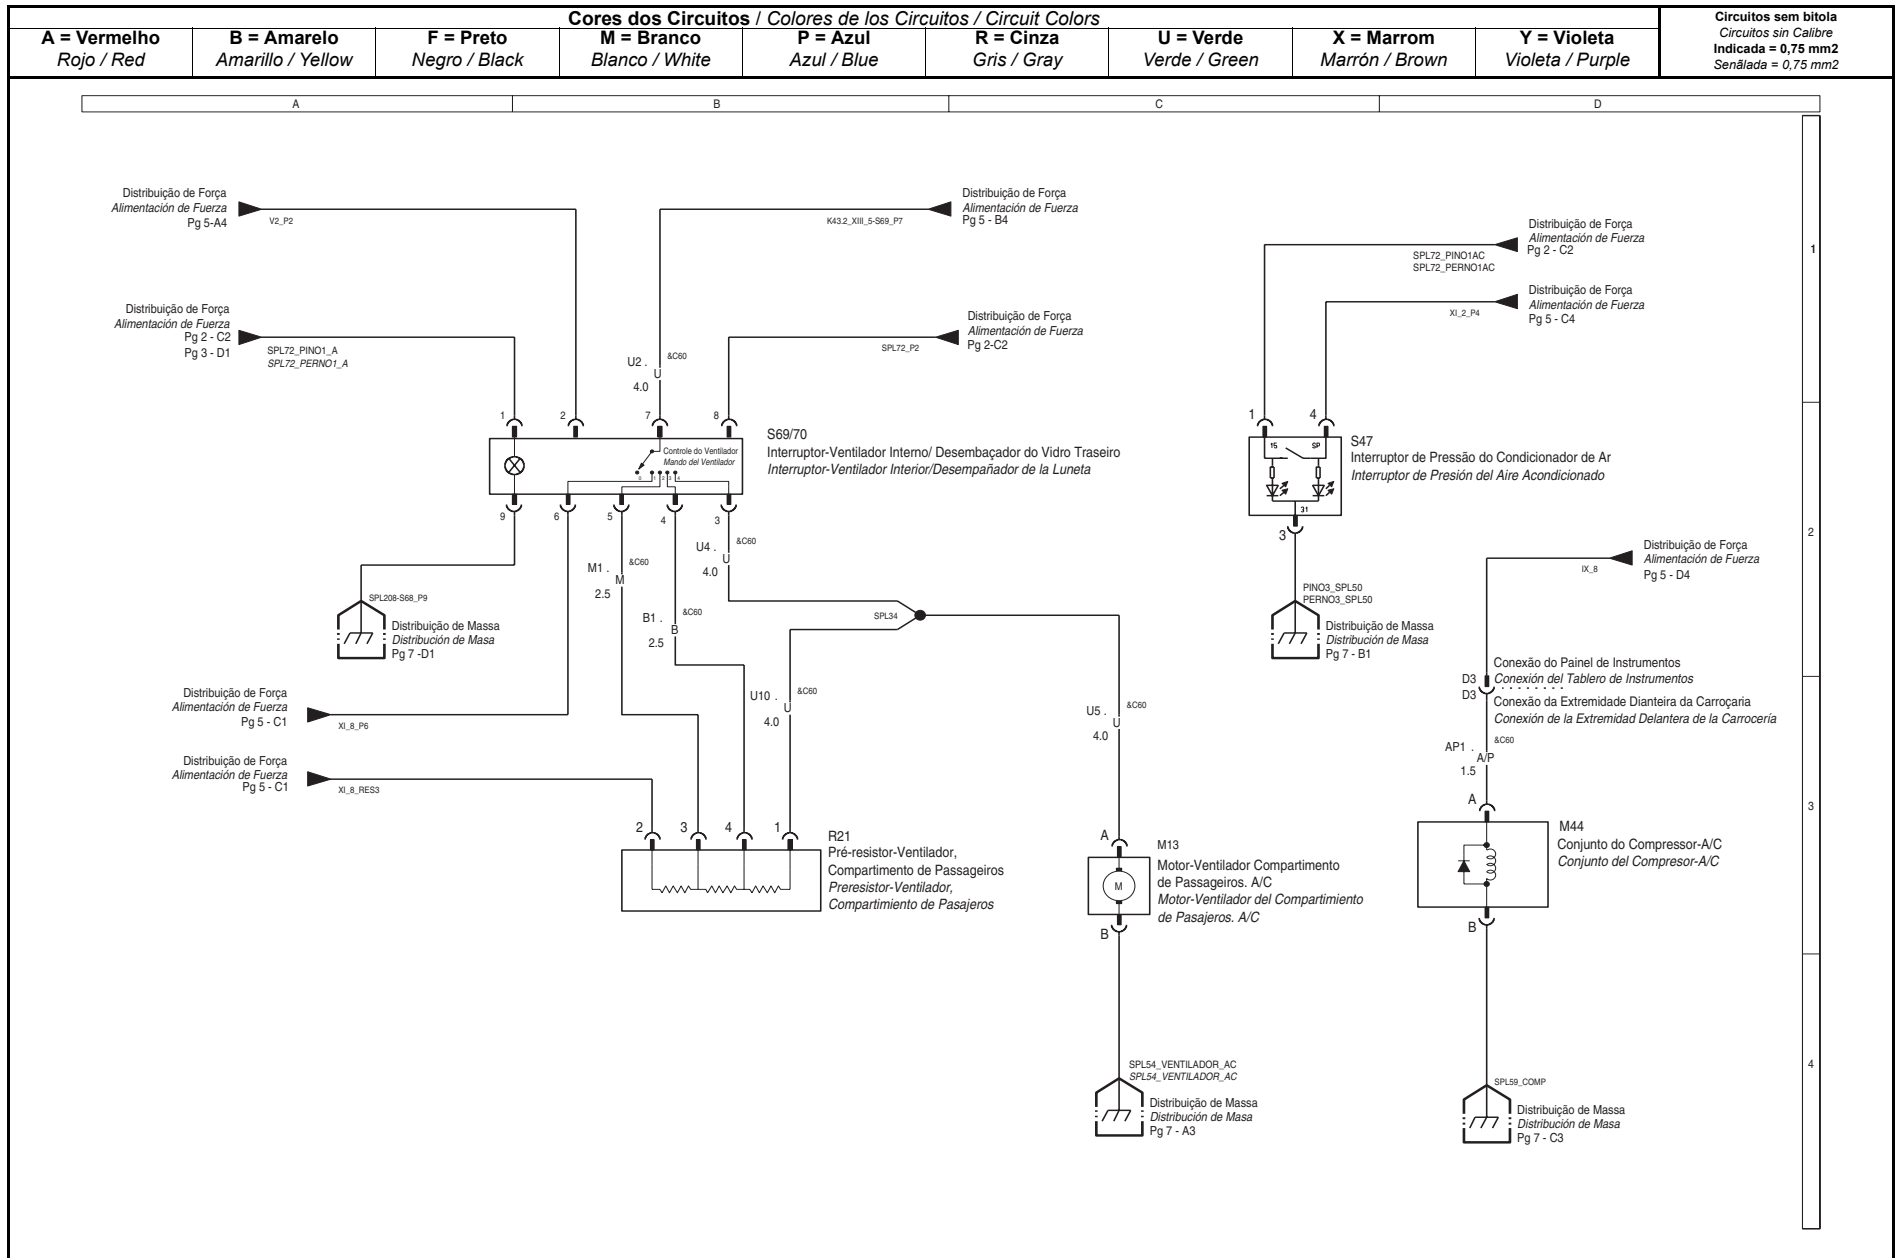 Cores dos Circuitos / Colores de los Circuitos / Circuit Colors
A = Vermelho
Rojo / Red
B = Amarelo
Amarillo / Yellow
F = Preto
Negro / Black
M = Branco
Blanco / White
P = Azul
Azul / Blue
R = Cinza
Gris / Gray
U = Verde
Verde / Green
X = Marrom
Marrón / Brown
Y = Violeta
Violeta / Purple
Circuitos sem bitola
Circuitos sin Calibre
Indicada = 0,75 mm2
Senãlada = 0,75 mm2
A
B
C
D
1
2
3
4
Distribuição de Força
Alimentación de Fuerza
Pg 5-A4
V2_P2
Distribuição de Força
Alimentación de Fuerza
Pg 5 - B4
K43.2_XIII_5-S69_P7
Distribuição de Força
Alimentación de Fuerza
Pg 2 - C2
SPL72_PINO1AC
SPL72_PERNO1AC
Distribuição de Força
Alimentación de Fuerza
Pg 5 - C4
XI_2_P4
Distribuição de Força
Alimentación de Fuerza
Pg 2 - C2
Pg 3 - D1
SPL72_PINO1_A
SPL72_PERNO1_A
Distribuição de Força
Alimentación de Fuerza
Pg 2-C2
SPL72_P2
U2 .
&C60
U
4.0
1
2
7
8
S69/70
Interruptor-Ventilador Interno/ Desembaçador do Vidro Traseiro
Interruptor-Ventilador Interior/Desempañador de la Luneta
Controle do Ventilador
Mando del Ventilador
0
1
2
3
4
9
6
5
4
3
1
4
S47
Interruptor de Pressão do Condicionador de Ar
Interruptor de Presión del Aire Acondicionado
15
SP
31
3
U4 .
&C60
U
4.0
M1 .
&C60
M
2.5
B1 .
&C60
B
2.5
SPL34
SPL208-S68_P9
Distribuição de Massa
Distribución de Masa
Pg 7 -D1
PINO3_SPL50
PERNO3_SPL50
Distribuição de Massa
Distribución de Masa
Pg 7 - B1
Distribuição de Força
Alimentación de Fuerza
Pg 5 - D4
IX_8
D3
Conexão do Painel de Instrumentos
Conexión del Tablero de Instrumentos
D3
Conexão da Extremidade Dianteira da Carroçaria
Conexión de la Extremidad Delantera de la Carrocería
Distribuição de Força
Alimentación de Fuerza
Pg 5 - C1
XI_8_P6
Distribuição de Força
Alimentación de Fuerza
Pg 5 - C1
XI_8_RES3
U10 .
&C60
U
4.0
U5 .
&C60
U
4.0
AP1 .
&C60
A/P
1.5
2
3
4
1
R21
Pré-resistor-Ventilador,
Compartimento de Passageiros
Preresistor-Ventilador,
Compartimiento de Pasajeros
A
M13
Motor-Ventilador Compartimento
de Passageiros. A/C
Motor-Ventilador del Compartimiento
de Pasajeros. A/C
M
B
A
M44
Conjunto do Compressor-A/C
Conjunto del Compresor-A/C
B
SPL54_VENTILADOR_AC
SPL54_VENTILADOR_AC
Distribuição de Massa
Distribución de Masa
Pg 7 - A3
SPL59_COMP
Distribuição de Massa
Distribución de Masa
Pg 7 - C3